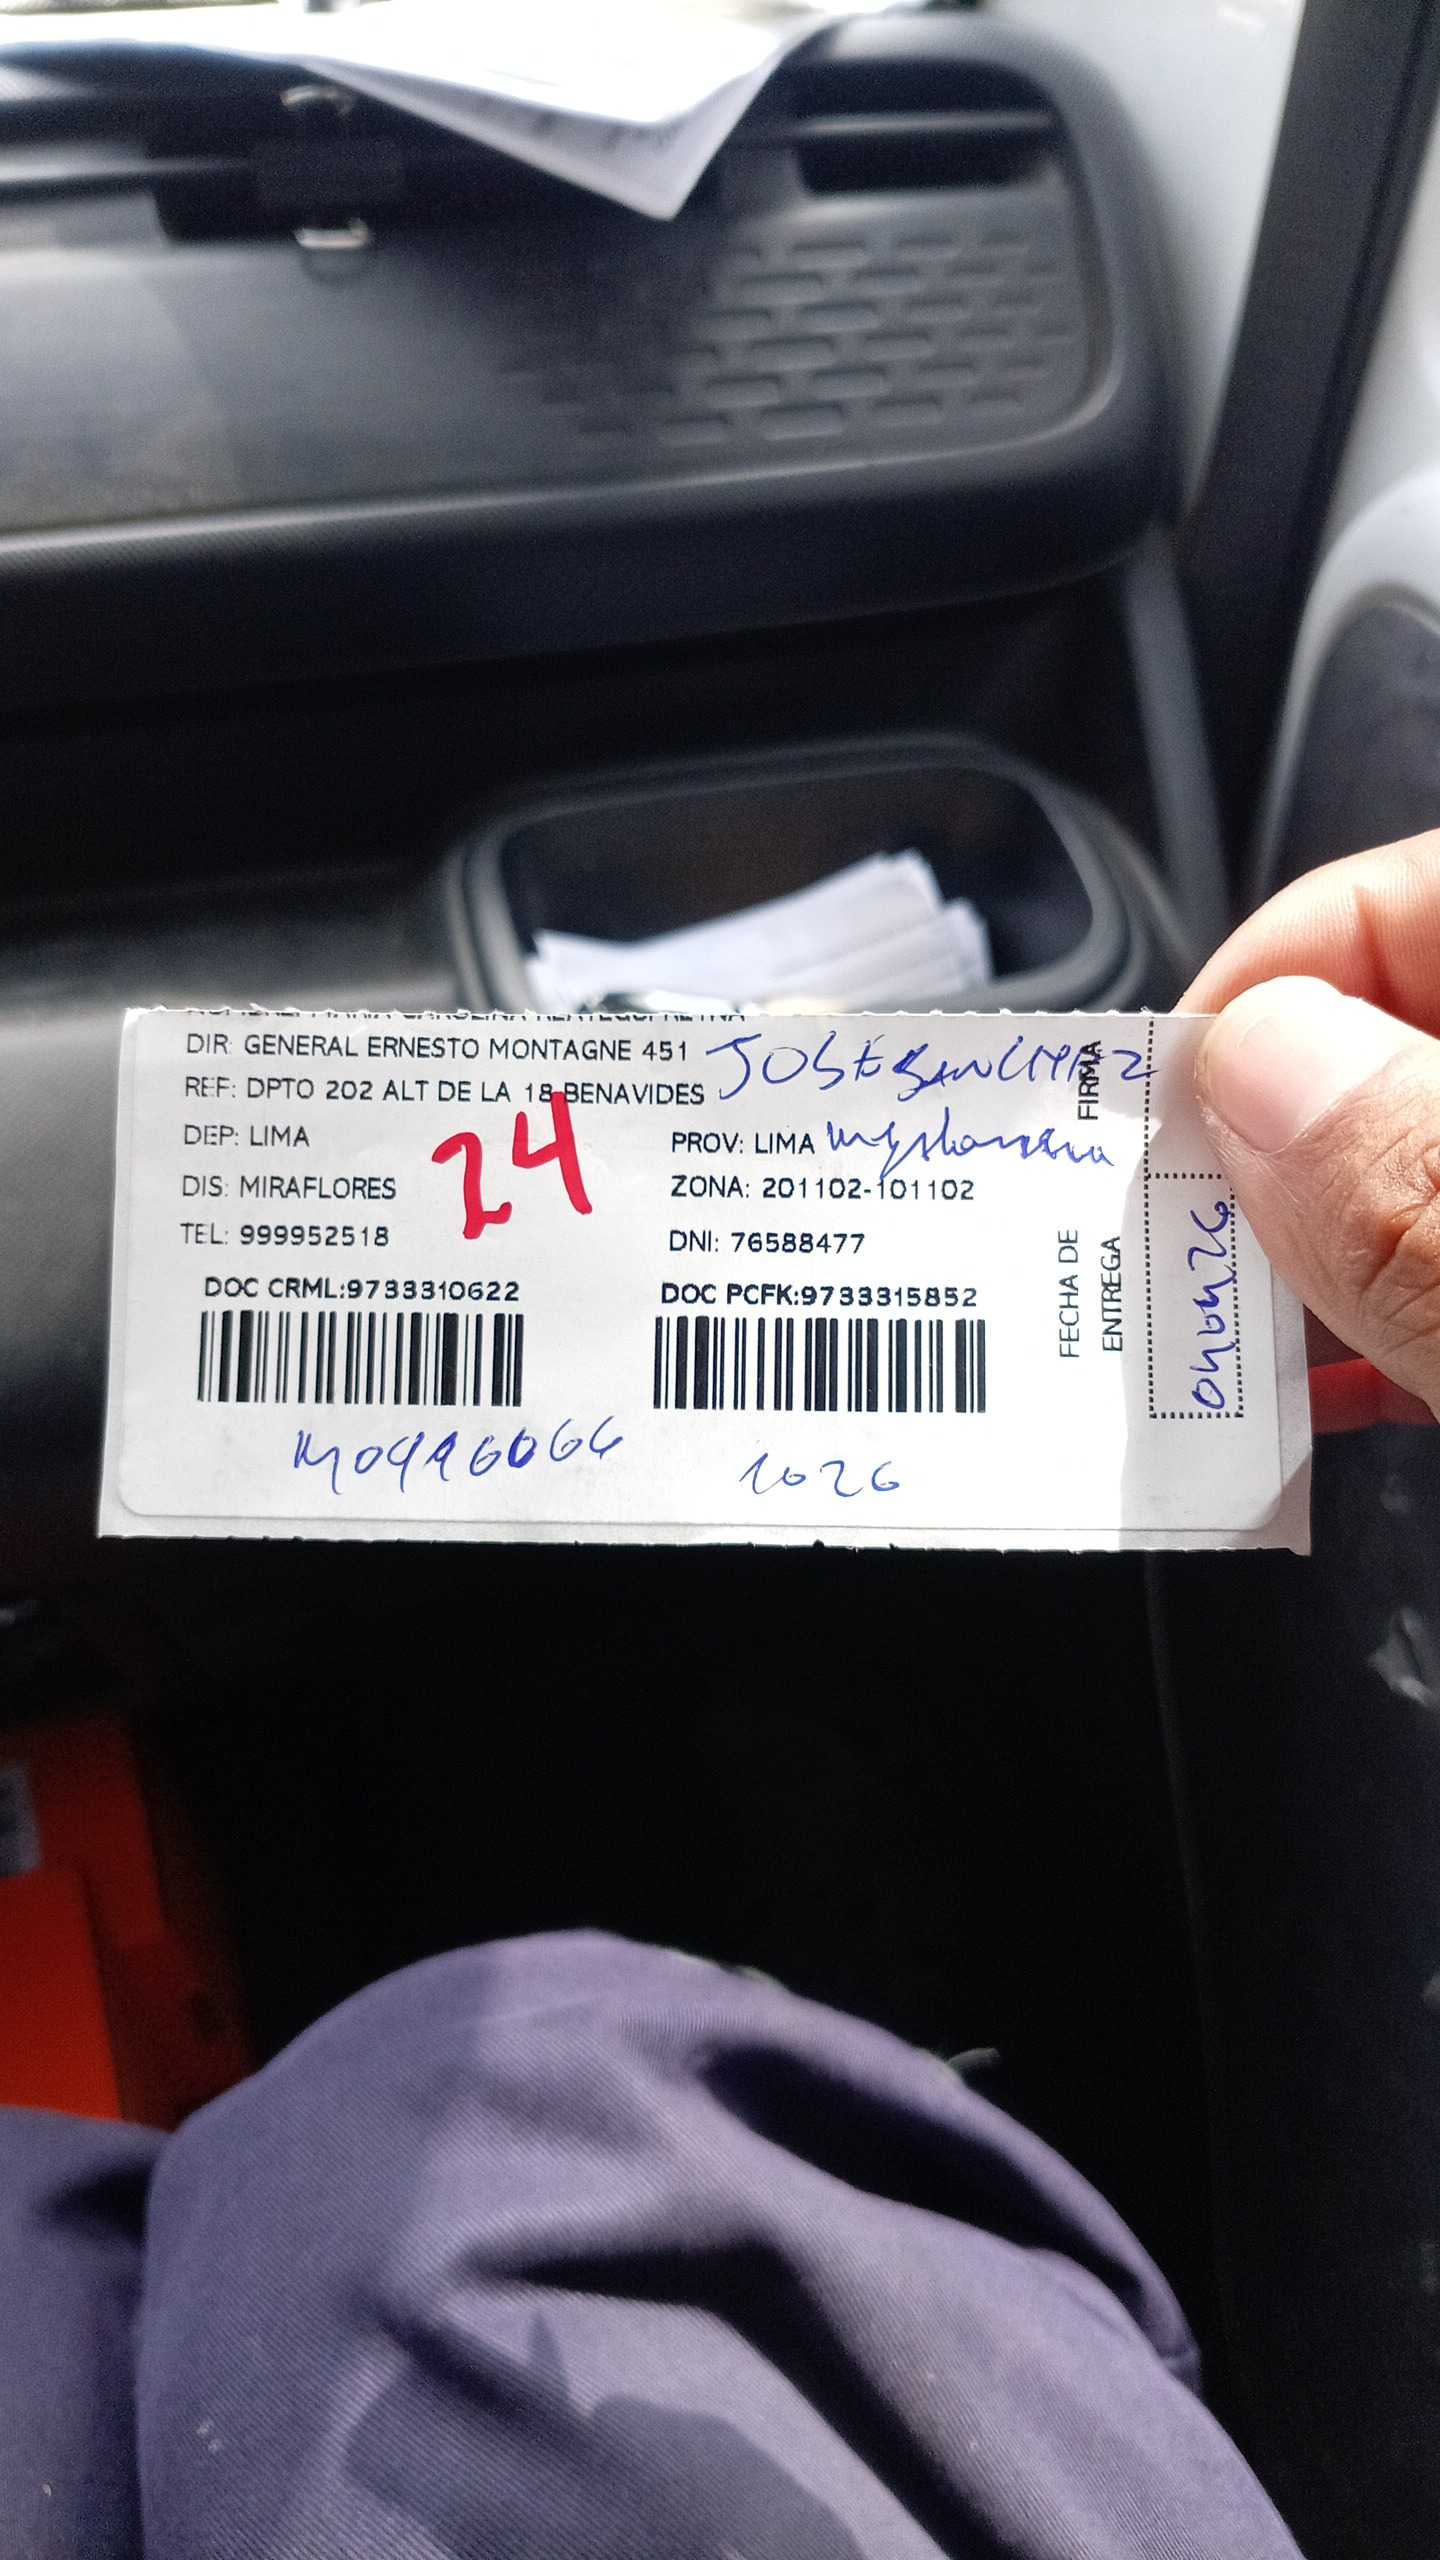 DIR: GENERAL ERNESTO MONTAGNE 451
REF: DPTO 202 ALT DE LA 18 BENAVIDES
JOSE SANCHEZ
FIRMA
DEP: LIMA
24
PROV: LIMA
DIS: MIRAFLORES
ZONA: 201102-101102
TEL: 999952518
DNI: 76588477
FECHA DE
ENTREGA
DOC CRML:9733310622
DOC PCFK:9733315852
1026